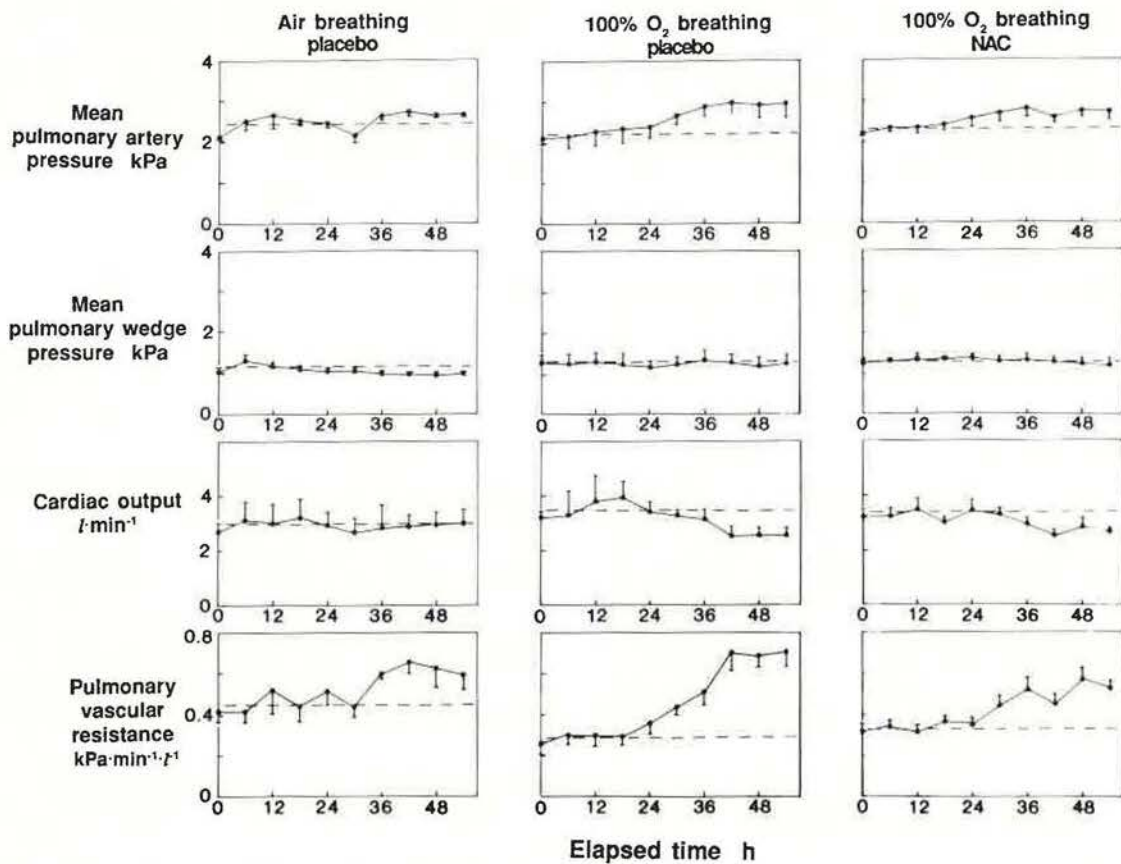 Air breathing
placebo
100% O₂ breathing
placebo
100% O₂ breathing
NAC
Mean
pulmonary artery
pressure kPa
4
2
0
0 12 24 36 48
0 12 24 36 48
0 12 24 36 48
Mean
pulmonary wedge
pressure kPa
4
2
0
0 12 24 36 48
0 12 24 36 48
0 12 24 36 48
Cardiac output
l·min⁻¹
4
2
0
0 12 24 36 48
0 12 24 36 48
0 12 24 36 48
Pulmonary
vascular
resistance
kPa·min⁻¹·l⁻¹
0.8
0.4
0
0 12 24 36 48
0 12 24 36 48
0 12 24 36 48
Elapsed time h